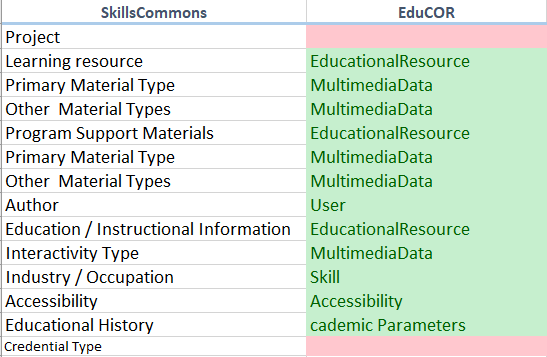 SkillsCommons EduCOR
Project
Learning resource EducationalResource
Primary Material Type MultimediaData
Other Material Types MultimediaData
Program Support Materials EducationalResource
Primary Material Type MultimediaData
Other Material Types MultimediaData
Author User
Education / Instructional Information EducationalResource
Interactivity Type MultimediaData
Industry / Occupation Skill
Accessibility Accessibility
Educational History cademic Parameters
Credential Type